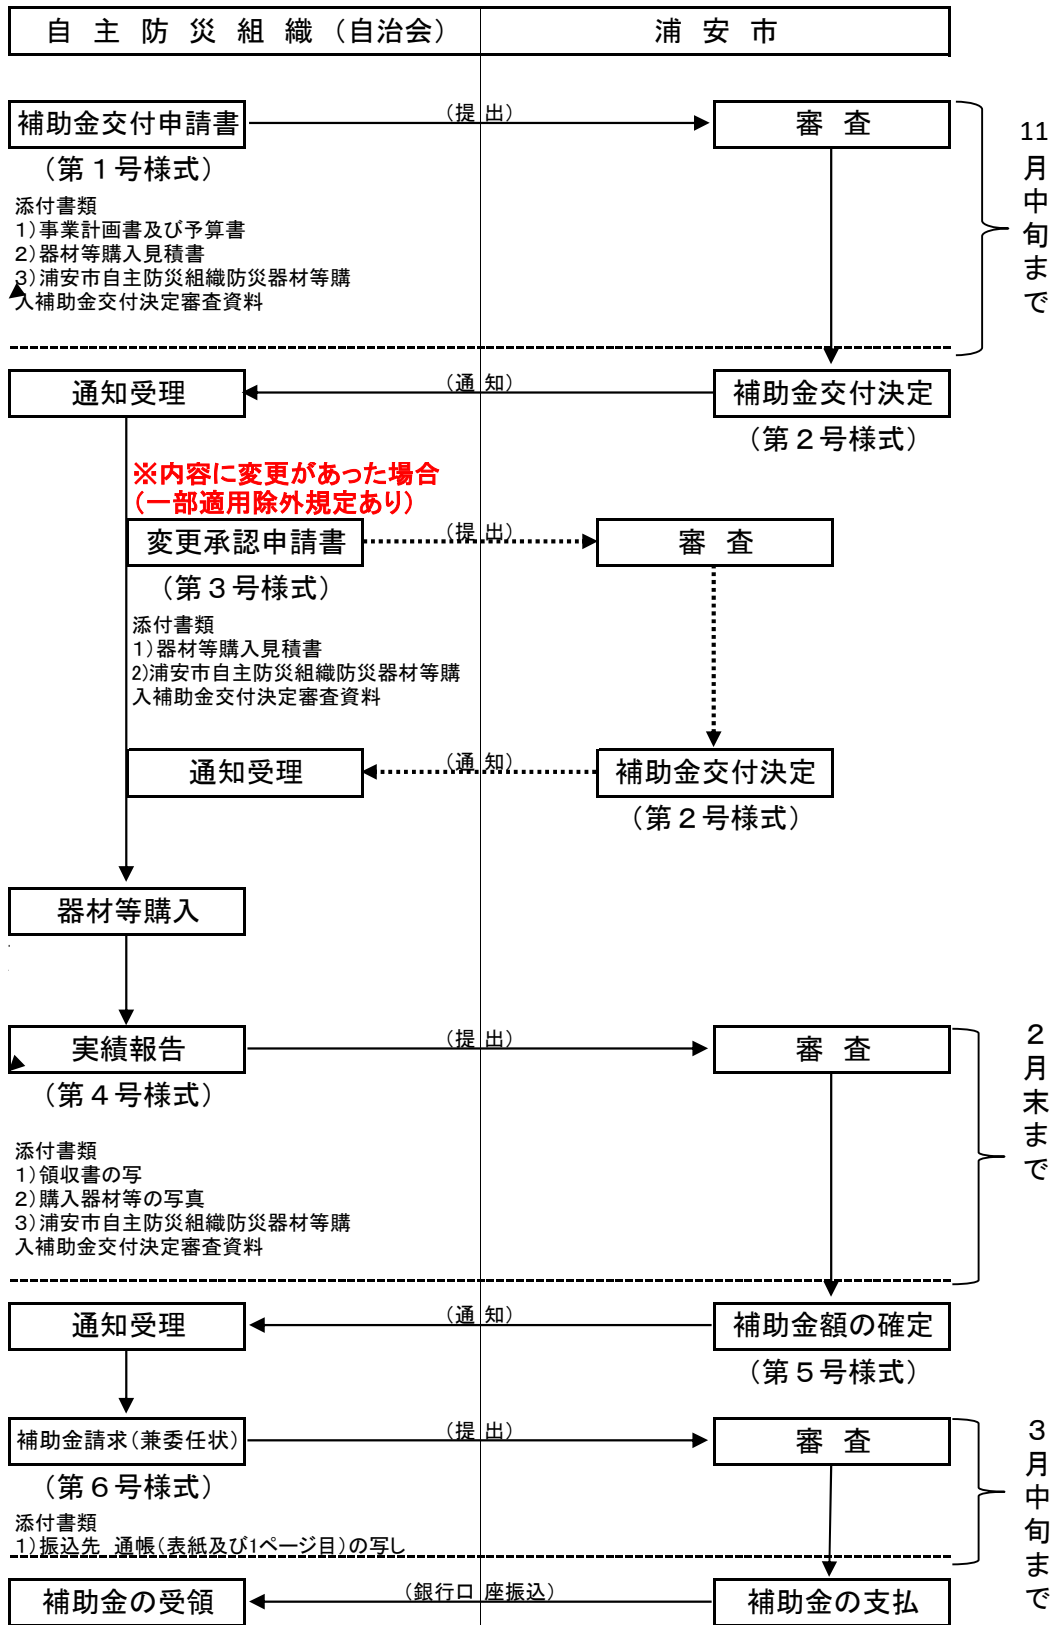 自主防災組織（自治会）
浦安市
補助金交付申請書
（提出）
審査
（第１号様式）
添付書類
1）事業計画書及び予算書
2）器材等購入見積書
3）浦安市自主防災組織防災器材等購
入補助金交付決定審査資料
11月中旬まで
通知受理
（通知）
補助金交付決定
（第２号様式）
※内容に変更があった場合
（一部適用除外規定あり）
変更承認申請書
（提出）
審査
（第３号様式）
添付書類
1）器材等購入見積書
2)浦安市自主防災組織防災器材等購
入補助金交付決定審査資料
通知受理
（通知）
補助金交付決定
（第２号様式）
器材等購入
実績報告
（提出）
審査
（第４号様式）
添付書類
1）領収書の写
2）購入器材等の写真
3）浦安市自主防災組織防災器材等購
入補助金交付決定審査資料
２月末まで
通知受理
（通知）
補助金額の確定
（第５号様式）
補助金請求（兼委任状）
（提出）
審査
（第６号様式）
添付書類
1）振込先　通帳（表紙及び1ページ目）の写し
３月中旬まで
補助金の受領
（銀行口座振込）
補助金の支払